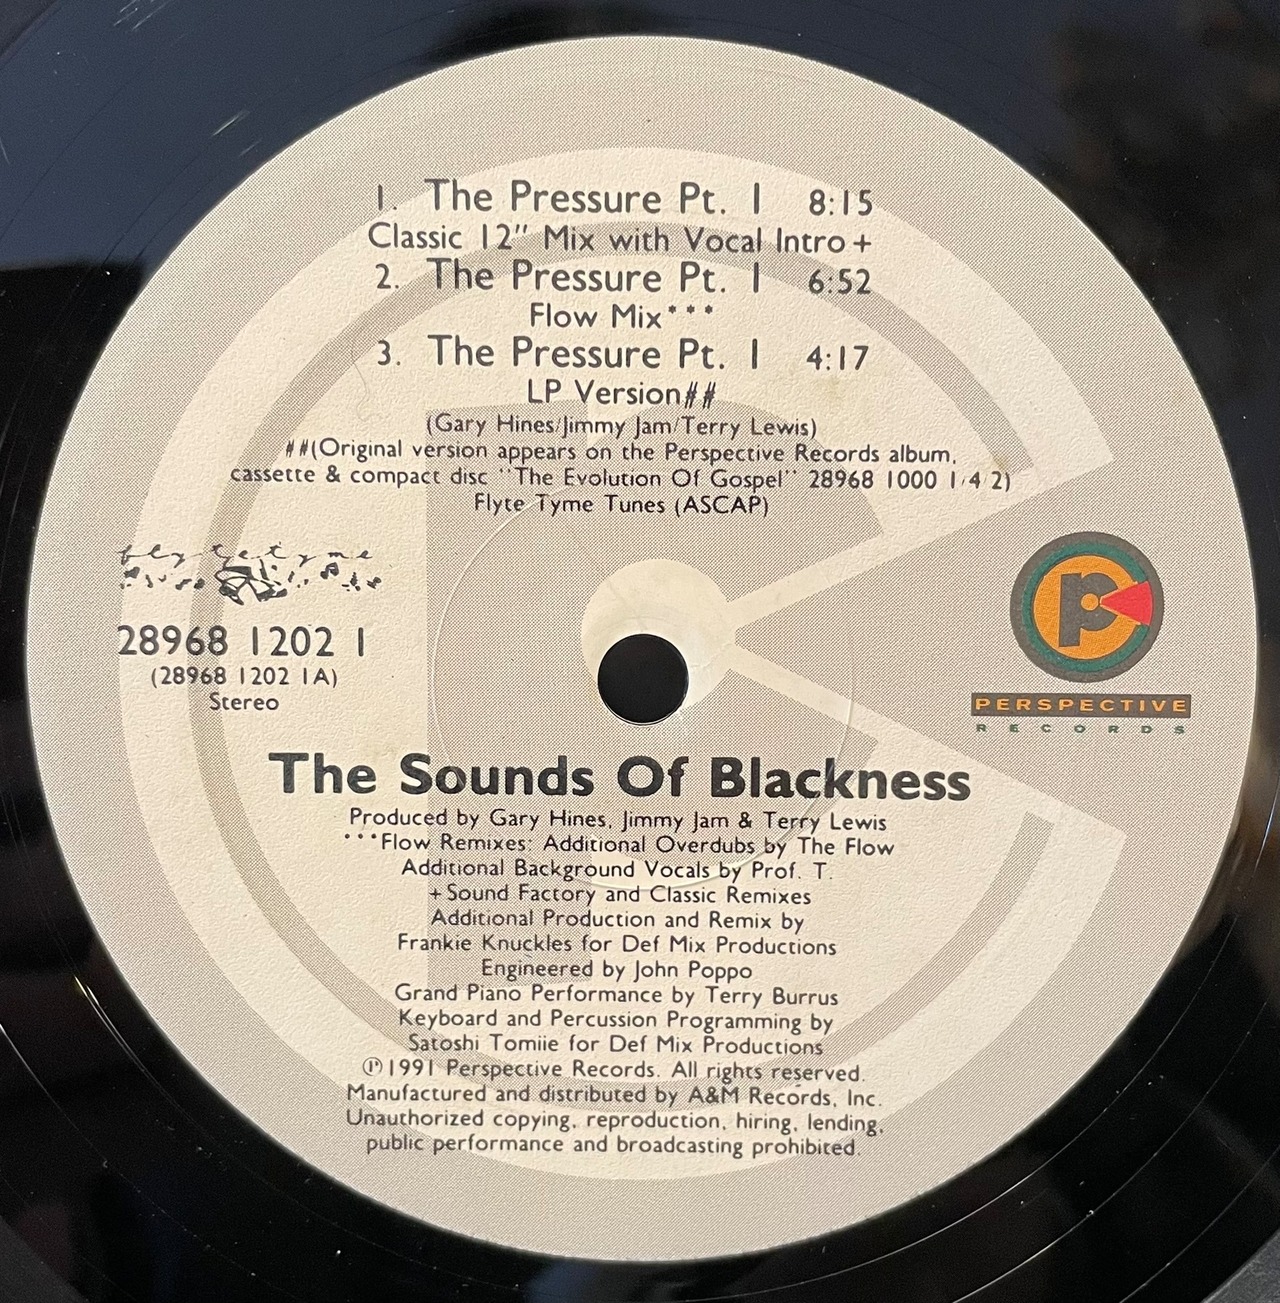 1. The Pressure Pt. 1 8:15
Classic 12" Mix with Vocal Intro+
2. The Pressure Pt. 1 6:52
Flow Mix***
3. The Pressure Pt. 1 4:17
LP Version##
(Gary Hines/Jimmy Jam/Terry Lewis)
##(Original version appears on the Perspective Records album,
cassette & compact disc "The Evolution Of Gospel" 28968 1000 1/4/2)
Flyte Tyme Tunes (ASCAP)
flyte tyme
28968 1202 1
(28968 1202 1A)
Stereo
P
PERSPECTIVE
RECORDS
The Sounds Of Blackness
Produced by Gary Hines, Jimmy Jam & Terry Lewis
***Flow Remixes: Additional Overdubs by The Flow
Additional Background Vocals by Prof. T.
+Sound Factory and Classic Remixes
Additional Production and Remix by
Frankie Knuckles for Def Mix Productions
Engineered by John Poppo
Grand Piano Performance by Terry Burrus
Keyboard and Percussion Programming by
Satoshi Tomiie for Def Mix Productions
℗1991 Perspective Records. All rights reserved.
Manufactured and distributed by A&M Records, Inc.
Unauthorized copying, reproduction, hiring, lending,
public performance and broadcasting prohibited.